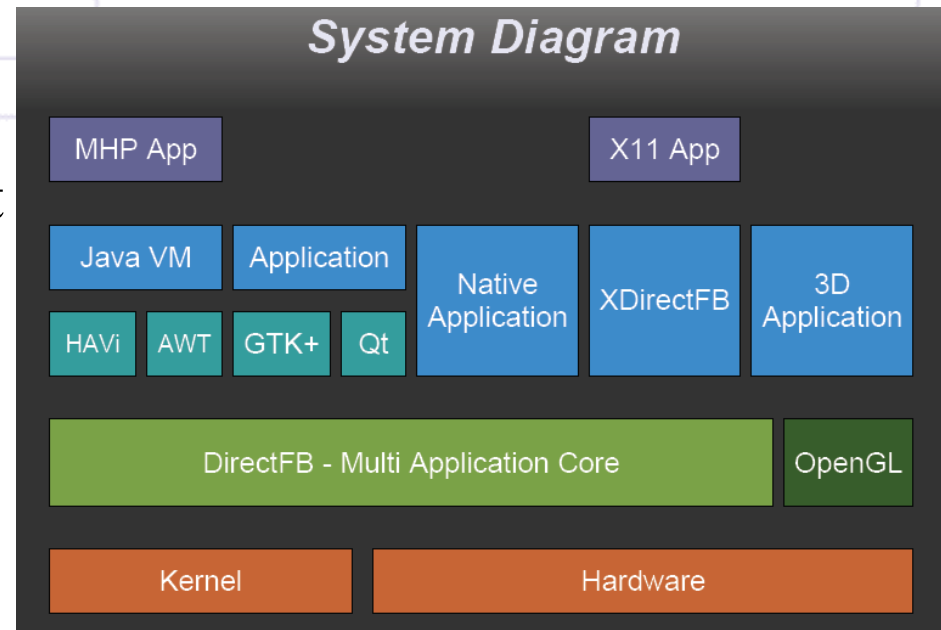 System Diagram
MHP App
X11 App
t
Java VM
Application
Native
Application
XDirectFB
3D
Application
HAVi
AWT
GTK+
Qt
DirectFB - Multi Application Core
OpenGL
Kernel
Hardware